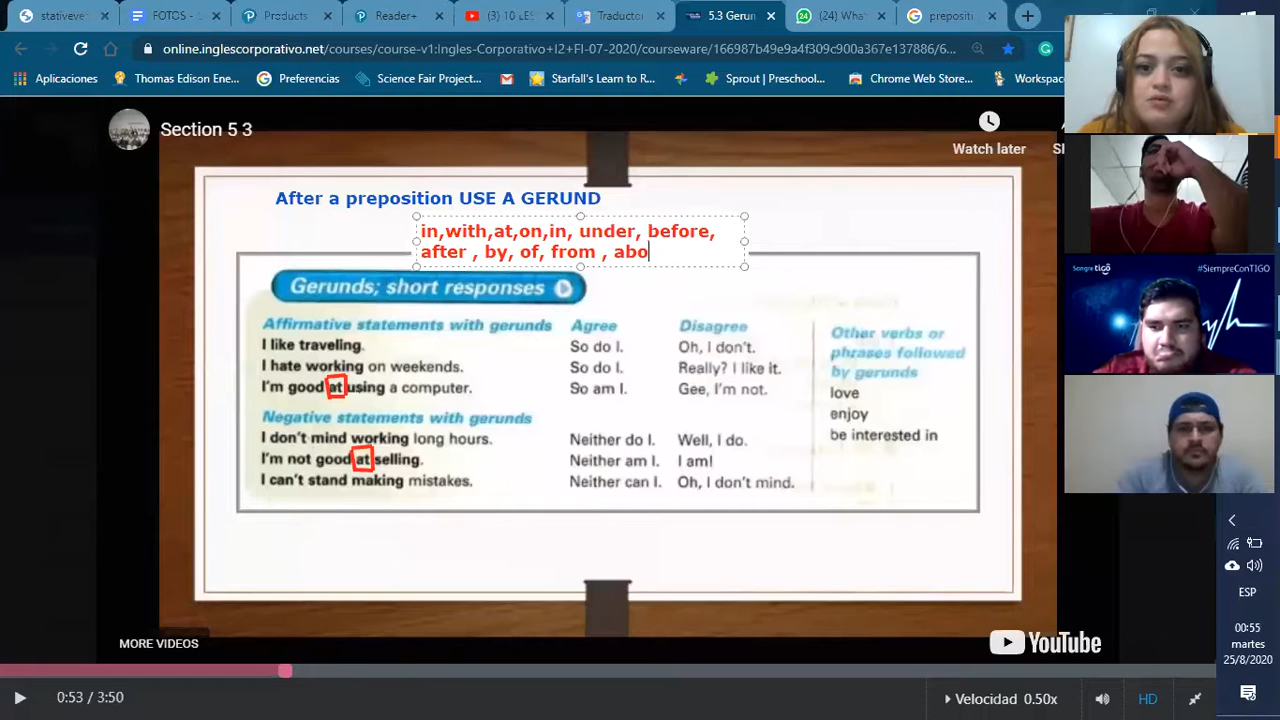 stativevel
FOTOS -
Products
Reader+
(3) 10 LES
Traductor
5.3 Gerun
(24) What
prepositi
online.inglescorporativo.net/courses/course-v1:Ingles-Corporativo+I2+FI-07-2020/courseware/166987b49e9a4f309c900a367e137886/6...
Aplicaciones
Thomas Edison Ene...
Preferencias
Science Fair Project...
Starfall's Learn to R...
Sprout | Preschool...
Chrome Web Store...
Workspace
Section 5 3
Watch later
After a preposition USE A GERUND
in,with,at,on,in, under, before,
after , by, of, from , abo
Gerunds; short responses
Affirmative statements with gerunds Agree Disagree
I like traveling. So do I. Oh, I don't.
I hate working on weekends. So do I. Really? I like it.
I'm good at using a computer. So am I. Gee, I'm not.
Negative statements with gerunds
I don't mind working long hours. Neither do I. Well, I do.
I'm not good at selling. Neither am I. I am!
I can't stand making mistakes. Neither can I. Oh, I don't mind.
Other verbs or
phrases followed
by gerunds
love
enjoy
be interested in
MORE VIDEOS
YouTube
0:53 / 3:50
Velocidad 0.50x
HD
Sangre tigo
#SiempreConTIGO
ESP
00:55
martes
25/8/2020